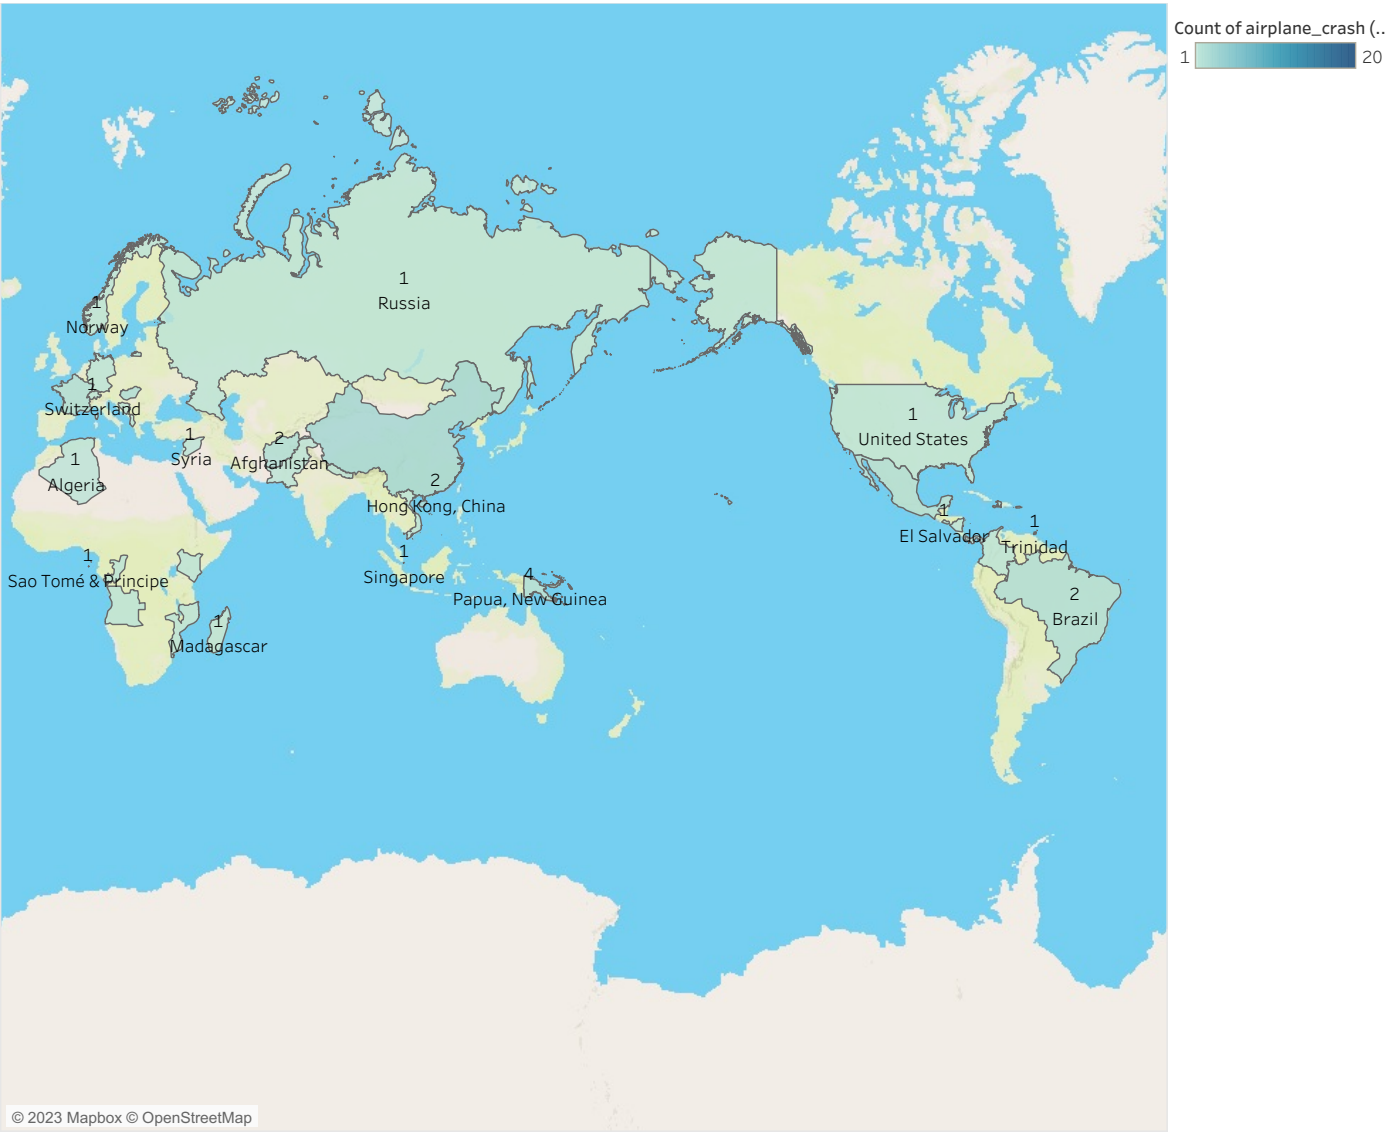 Count of airplane_crash (..
1 20
1
Russia
1
Norway
1
Switzerland
1
United States
1
Syria
2
Afghanistan
1
Algeria
2
Hong Kong, China
1
El Salvador
1
Trinidad
1
Singapore
1
Sao Tomé & Principe
4
Papua, New Guinea
2
Brazil
1
Madagascar
© 2023 Mapbox © OpenStreetMap